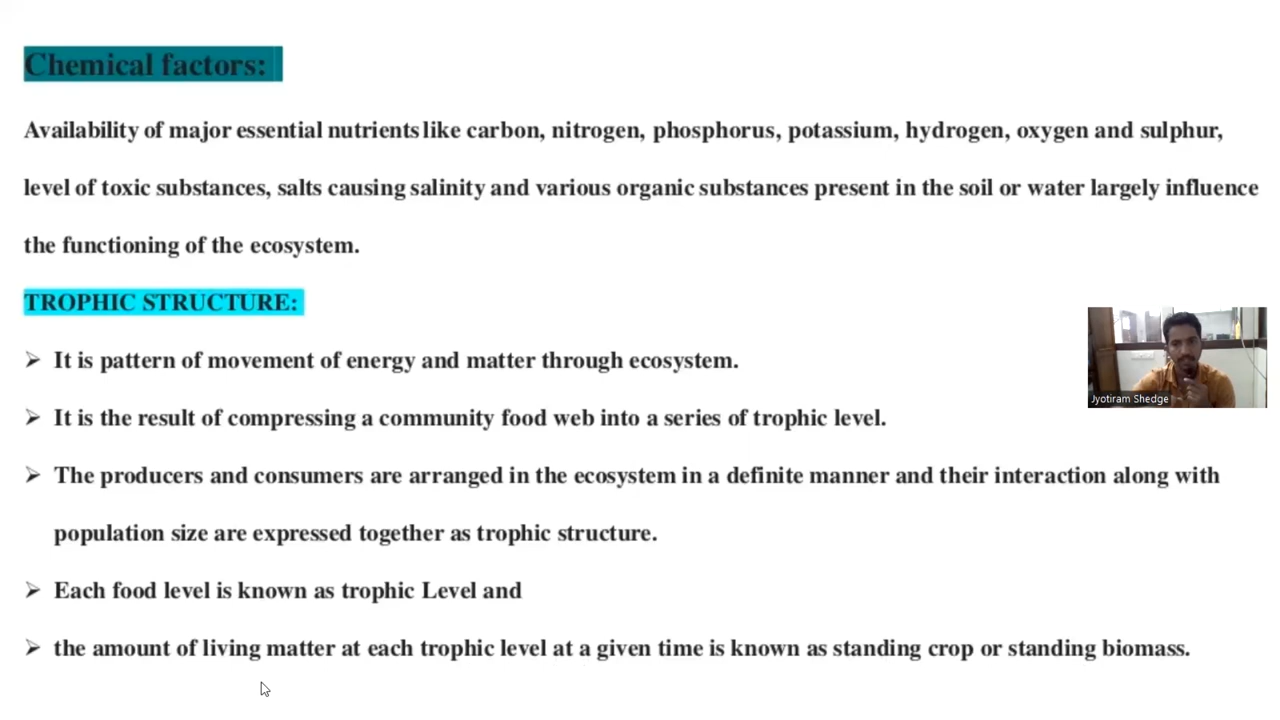 Chemical factors:
Availability of major essential nutrients like carbon, nitrogen, phosphorus, potassium, hydrogen, oxygen and sulphur,
level of toxic substances, salts causing salinity and various organic substances present in the soil or water largely influence
the functioning of the ecosystem.
TROPHIC STRUCTURE:
➢ It is pattern of movement of energy and matter through ecosystem.
➢ It is the result of compressing a community food web into a series of trophic level.
➢ The producers and consumers are arranged in the ecosystem in a definite manner and their interaction along with
population size are expressed together as trophic structure.
➢ Each food level is known as trophic Level and
➢ the amount of living matter at each trophic level at a given time is known as standing crop or standing biomass.
Jyotiram Shedge